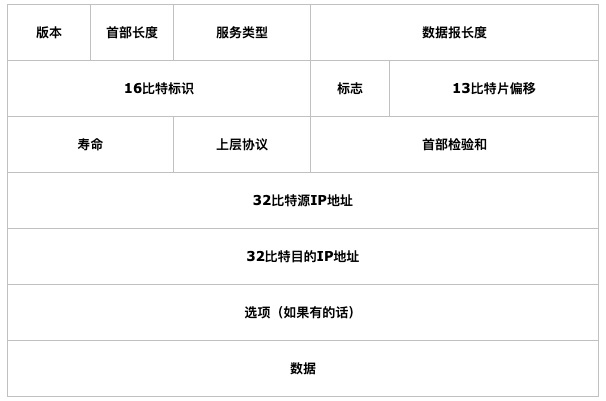 版本 首部长度 服务类型 数据报长度
16比特标识 标志 13比特片偏移
寿命 上层协议 首部检验和
32比特源IP地址
32比特目的IP地址
选项（如果有的话）
数据